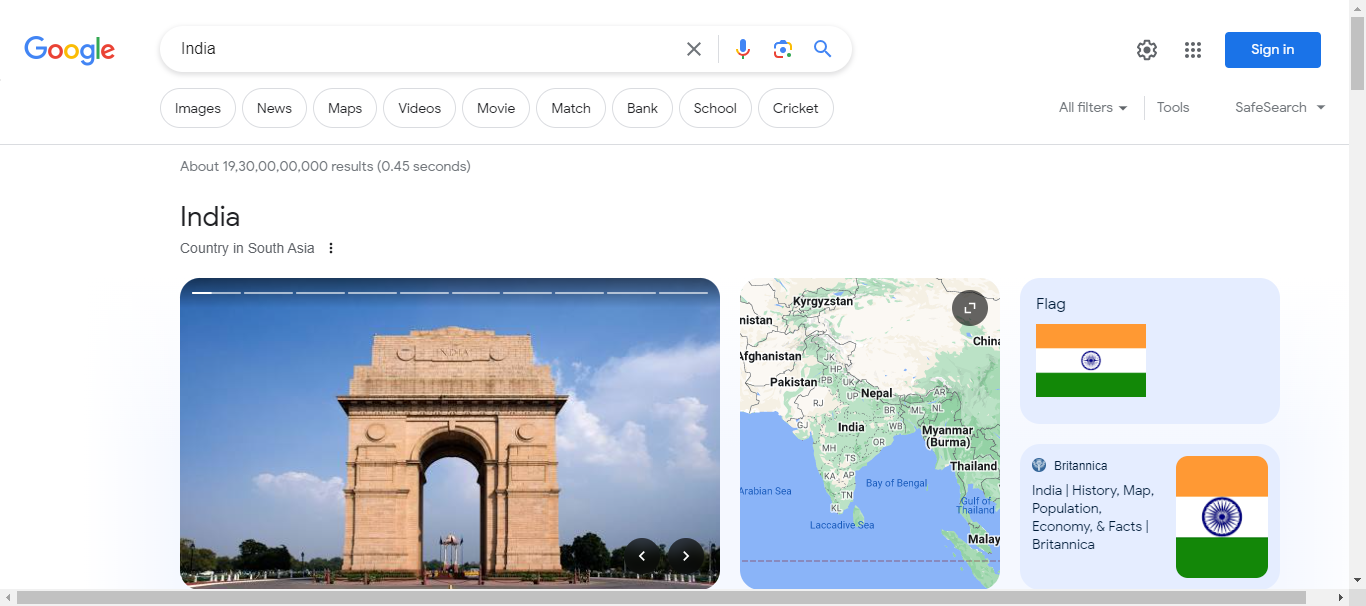 Google
India
Sign in
Images
News
Maps
Videos
Movie
Match
Bank
School
Cricket
All filters
Tools
SafeSearch
About 19,30,00,00,000 results (0.45 seconds)
India
Country in South Asia
INDIA
Kyrgyzstan
nistan
China
Afghanistan
JK
HP
Pakistan
PB
UK
Nepal
UP
AR
RJ
BR
ML
NL
GJ
India
WB
Myanmar
(Burma)
OR
MH
TS
Thailand
KA
AP
Bay of Bengal
Arabian Sea
TN
Gulf of
Thailand
KL
Laccadive Sea
Malay
Flag
Britannica
India | History, Map,
Population,
Economy, & Facts |
Britannica